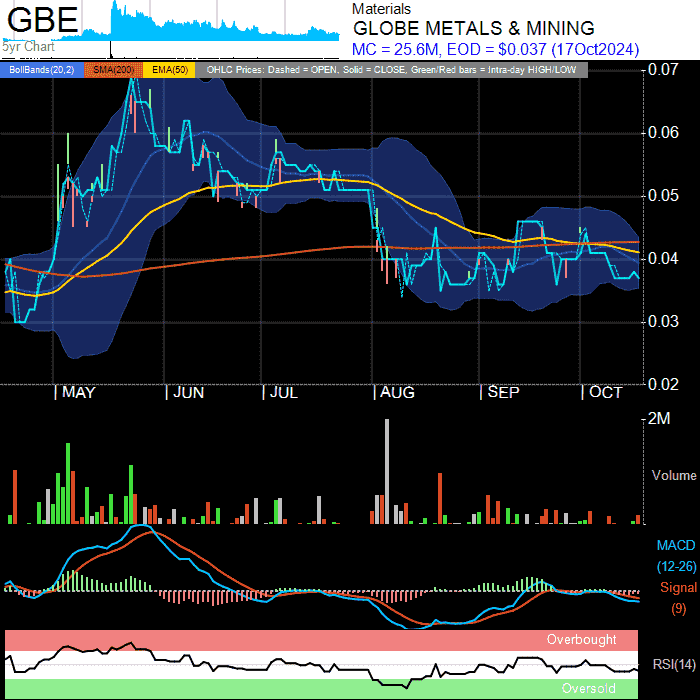 GBE
5yr Chart
Materials
GLOBE METALS & MINING
MC = 25.6M, EOD = $0.037 (17Oct2024)
BollBands(20,2) SMA(200) EMA(50) OHLC Prices: Dashed = OPEN, Solid = CLOSE, Green/Red bars = Intra-day HIGH/LOW
0.07
0.06
0.05
0.04
0.03
0.02
MAY JUN JUL AUG SEP OCT
2M
Volume
MACD
(12-26)
Signal
(9)
Overbought
RSI(14)
Oversold